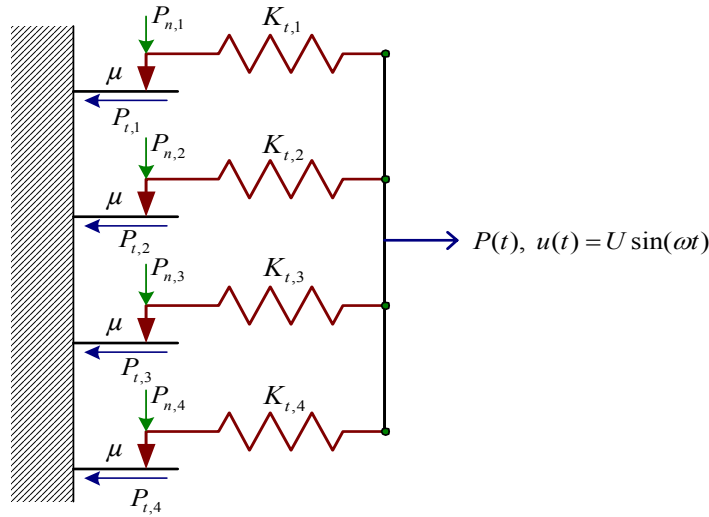 P_{n,1}
K_{t,1}
μ
P_{t,1}
P_{n,2}
K_{t,2}
μ
P_{t,2}
P(t), u(t) = U sin(ωt)
P_{n,3}
K_{t,3}
μ
P_{t,3}
P_{n,4}
K_{t,4}
μ
P_{t,4}